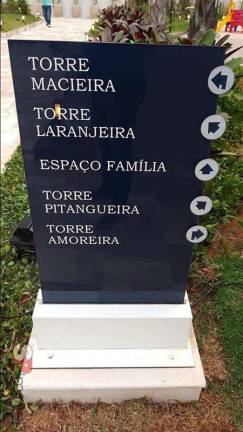 TORRE
MACIEIRA
TORRE
LARANJEIRA
ESPAÇO FAMÍLIA
TORRE
PITANGUEIRA
TORRE
AMOREIRA